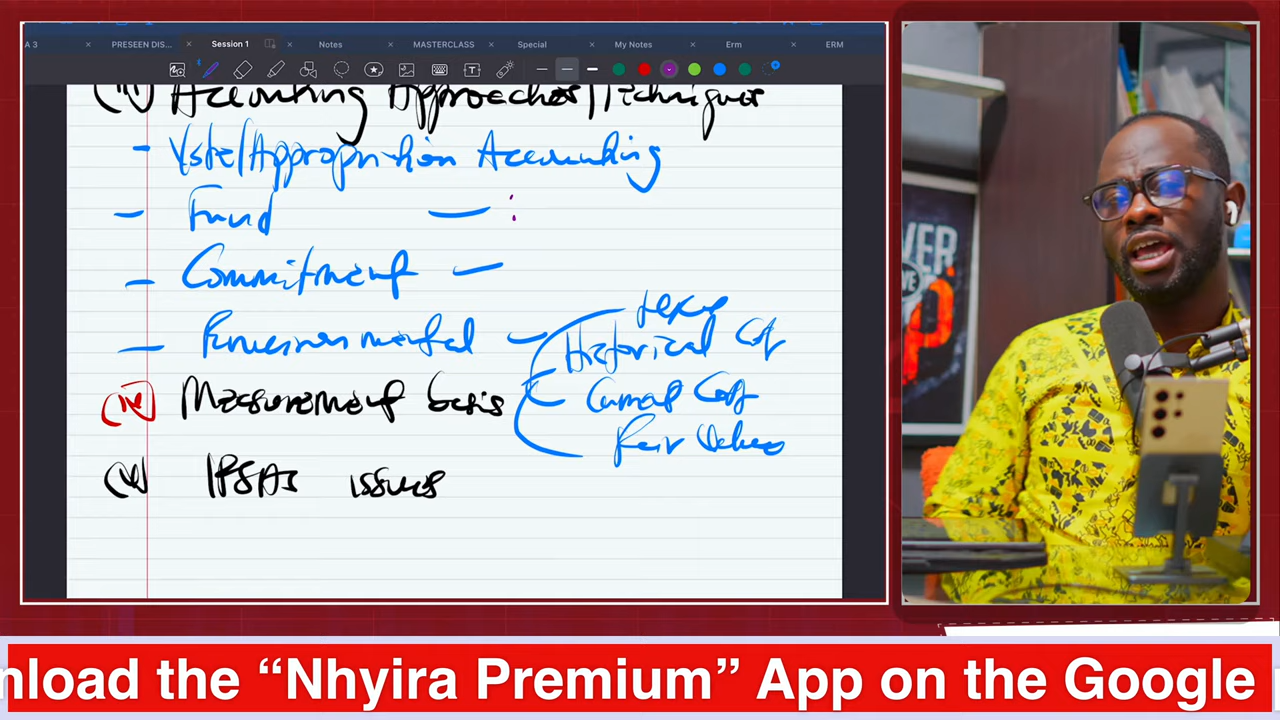 A 3 PRESEEN DIS... Session 1 Notes MASTERCLASS Special My Notes Erm ERM
Accounting Approaches/Techniques
- Vote/Appropriation Accounting
- Fund —
- Commitment —
- Environmental -
Historical Cost
Current Cost
Fair Value
(iv) Measurement basis
(v) IPSAS issues
nload the “Nhyira Premium” App on the Google